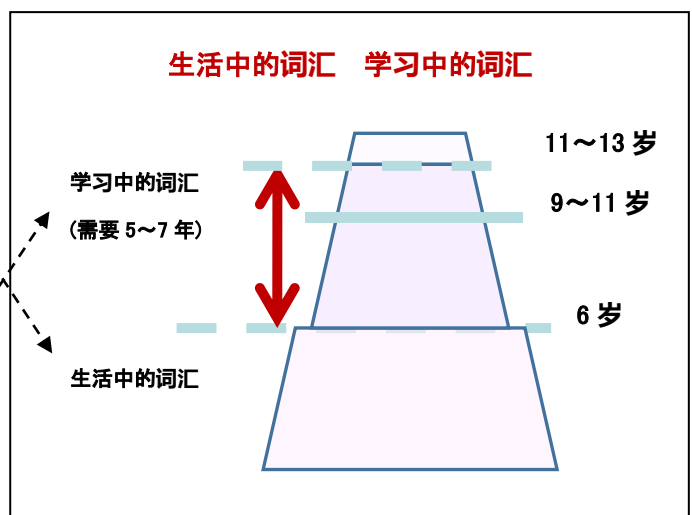 生活中的词汇 学习中的词汇
11～13 岁
学习中的词汇
9～11 岁
(需要 5～7 年)
6 岁
生活中的词汇